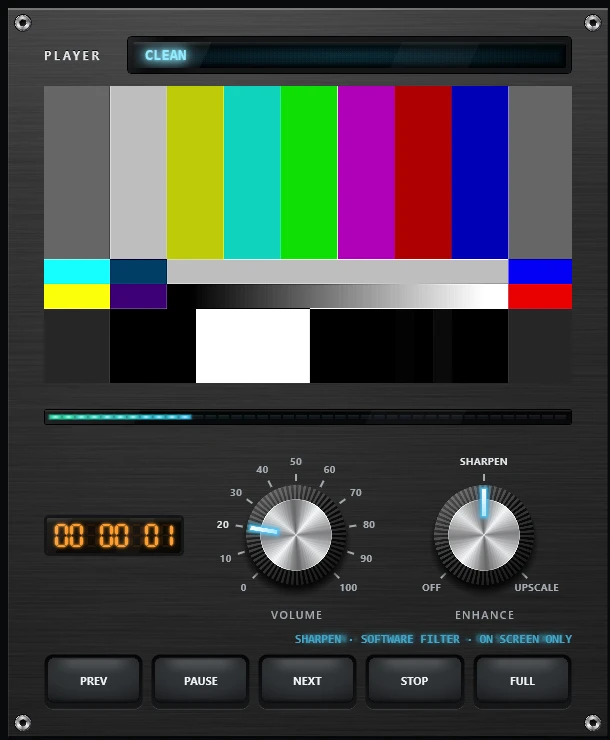 PLAYER CLEAN
50
40 60
30 70
20 80
10 90
0 100
VOLUME
SHARPEN
OFF UPSCALE
ENHANCE
00 00 01
SHARPEN · SOFTWARE FILTER · ON SCREEN ONLY
PREV PAUSE NEXT STOP FULL